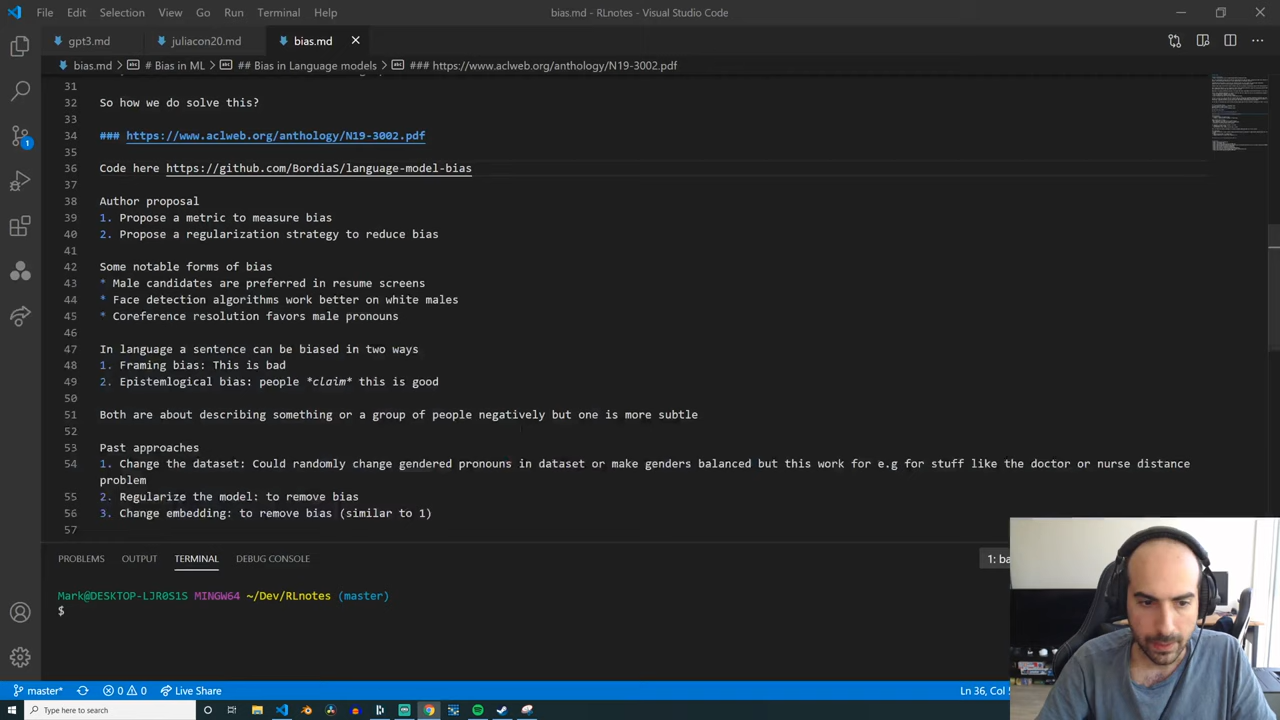 File Edit Selection View Go Run Terminal Help bias.md - RLnotes - Visual Studio Code
gpt3.md juliacon20.md bias.md
bias.md > # Bias in ML > ## Bias in Language models > ### https://www.aclweb.org/anthology/N19-3002.pdf
31
32 So how we do solve this?
33
34 ### https://www.aclweb.org/anthology/N19-3002.pdf
35
36 Code here https://github.com/BordiaS/language-model-bias
37
38 Author proposal
39 1. Propose a metric to measure bias
40 2. Propose a regularization strategy to reduce bias
41
42 Some notable forms of bias
43 * Male candidates are preferred in resume screens
44 * Face detection algorithms work better on white males
45 * Coreference resolution favors male pronouns
46
47 In language a sentence can be biased in two ways
48 1. Framing bias: This is bad
49 2. Epistemlogical bias: people *claim* this is good
50
51 Both are about describing something or a group of people negatively but one is more subtle
52
53 Past approaches
54 1. Change the dataset: Could randomly change gendered pronouns in dataset or make genders balanced but this work for e.g for stuff like the doctor or nurse distance
problem
55 2. Regularize the model: to remove bias
56 3. Change embedding: to remove bias (similar to 1)
57
PROBLEMS OUTPUT TERMINAL DEBUG CONSOLE 1: ba
Mark@DESKTOP-LJR0S1S MINGW64 ~/Dev/RLnotes (master)
$
1
master* 0 0 Live Share Ln 36, Col
Type here to search